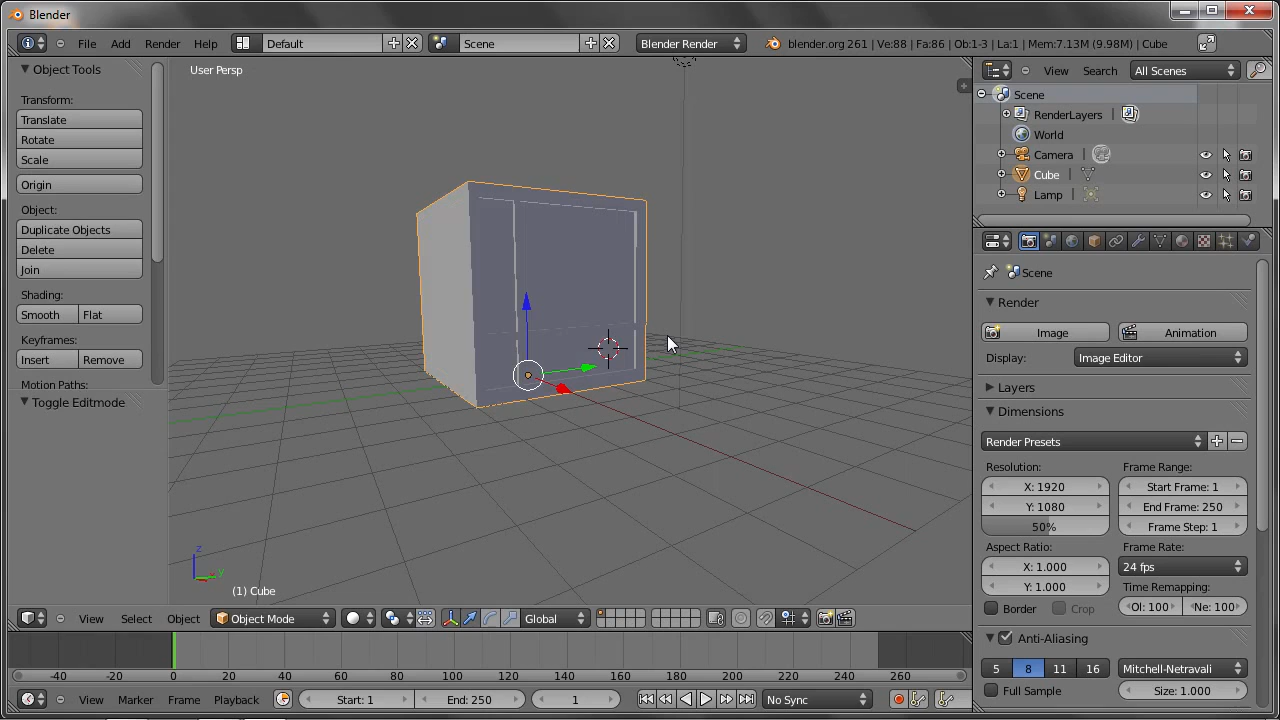 Blender
File Add Render Help Default Scene Blender Render blender.org 261 | Ve:88 | Fa:86 | Ob:1-3 | La:1 | Mem:7.13M (9.98M) | Cube
Object Tools
Transform:
Translate
Rotate
Scale
Origin
Object:
Duplicate Objects
Delete
Join
Shading:
Smooth Flat
Keyframes:
Insert Remove
Motion Paths:
Toggle Editmode
User Persp
z
y
(1) Cube
View Select Object Object Mode Global
-40 -20 0 20 40 60 80 100 120 140 160 180 200 220 240 260
View Marker Frame Playback Start: 1 End: 250 1 No Sync
View Search All Scenes
Scene
RenderLayers
World
Camera
Cube
Lamp
Scene
Render
Image Animation
Display: Image Editor
Layers
Dimensions
Render Presets
Resolution: Frame Range:
X: 1920 Start Frame: 1
Y: 1080 End Frame: 250
50% Frame Step: 1
Aspect Ratio: Frame Rate:
X: 1.000 24 fps
Y: 1.000 Time Remapping:
Border Crop Ol: 100 Ne: 100
Anti-Aliasing
5 8 11 16 Mitchell-Netravali
Full Sample Size: 1.000